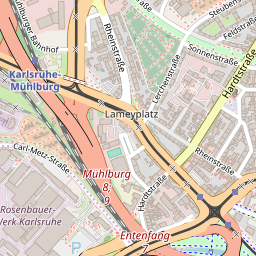 Mühlburger
Bahnhof
Rheinstraße
Steuben
Feldstraße
Sonnenstraße
Karlsruhe-
Mühlburg
Lerchenstraße
Hardtstraße
Lameyplatz
Carl-Metz-Straße
Rheinstraße
Mühlburg
8;
9
Hardtstraße
Rosenbauer-
Werk Karlsruhe
Entenfang
7